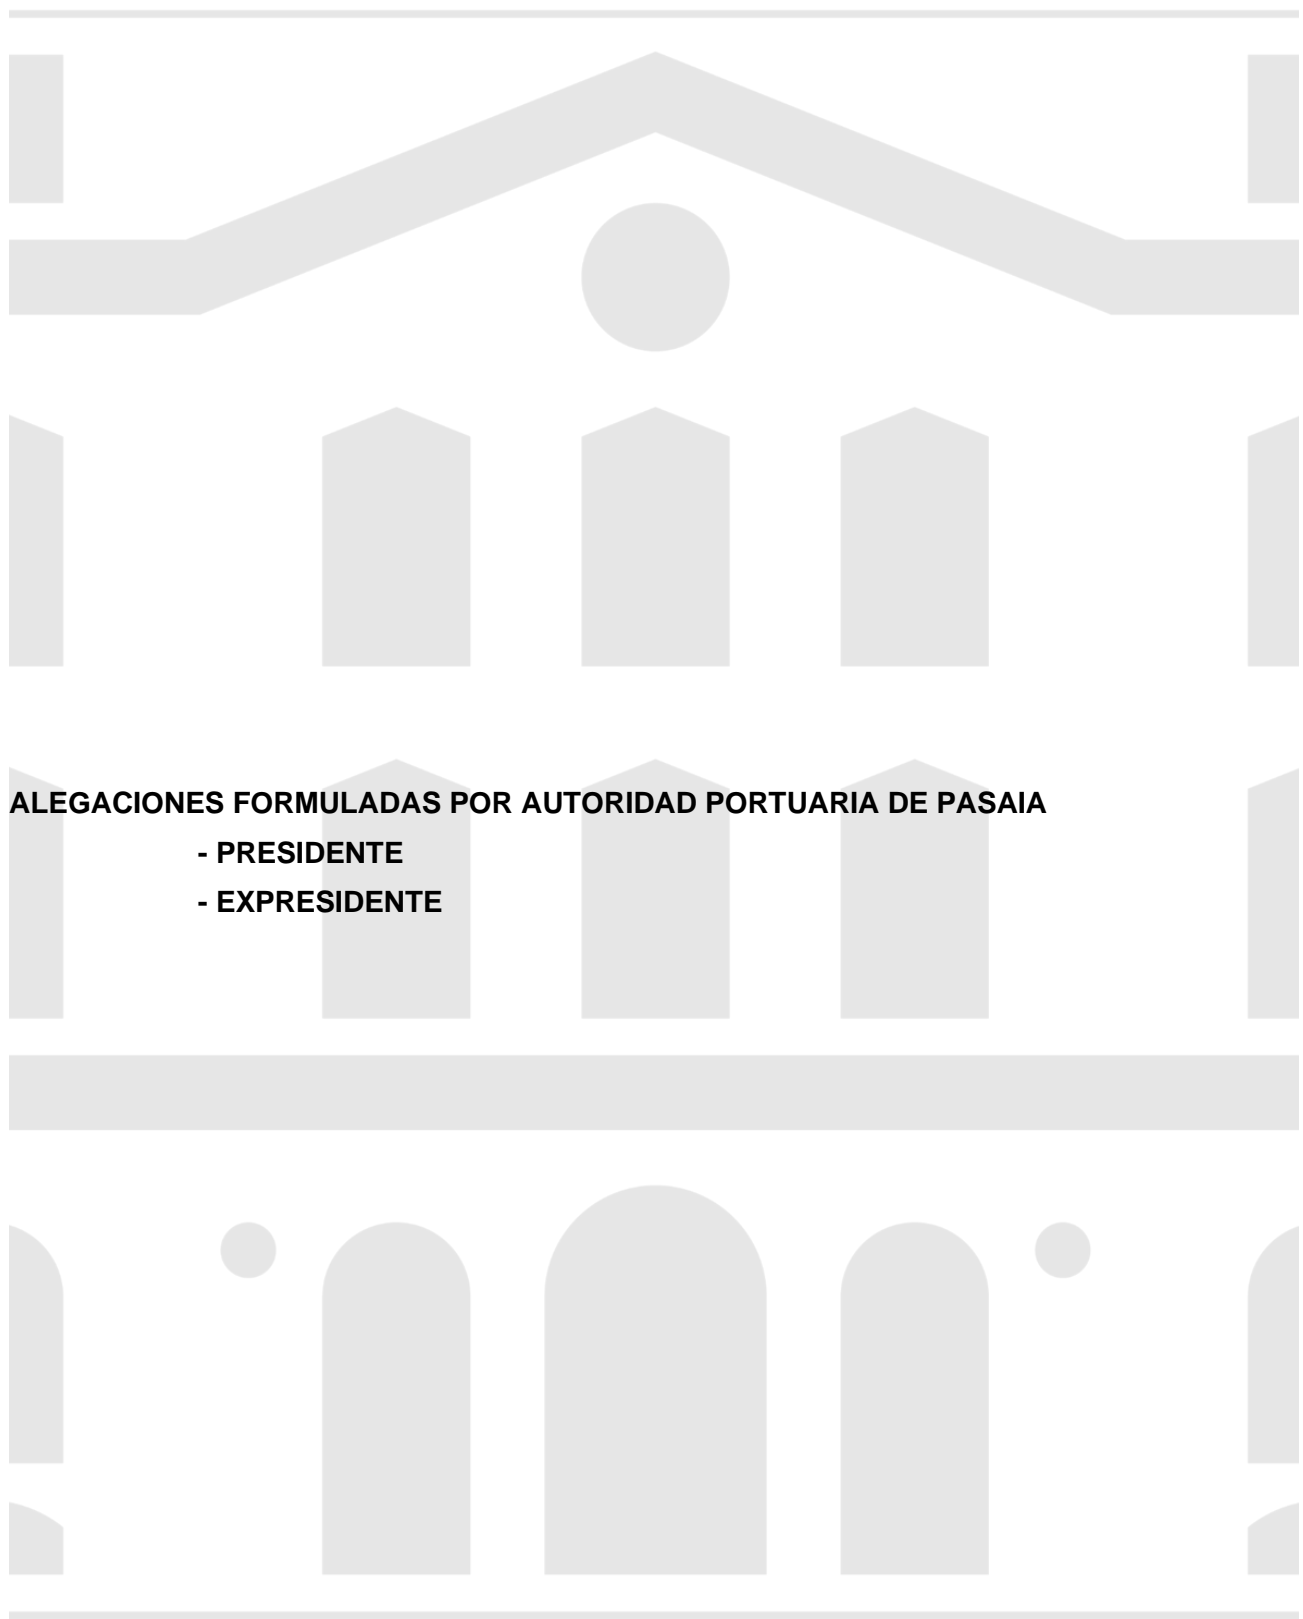 ALEGACIONES FORMULADAS POR AUTORIDAD PORTUARIA DE PASAIA
- PRESIDENTE
- EXPRESIDENTE